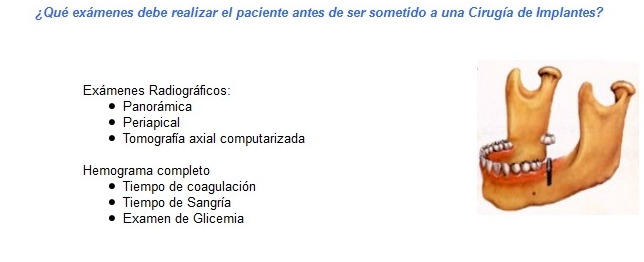 ¿Qué exámenes debe realizar el paciente antes de ser sometido a una Cirugía de Implantes?
Exámenes Radiográficos:
● Panorámica
● Periapical
● Tomografía axial computarizada
Hemograma completo
● Tiempo de coagulación
● Tiempo de Sangría
● Examen de Glicemia